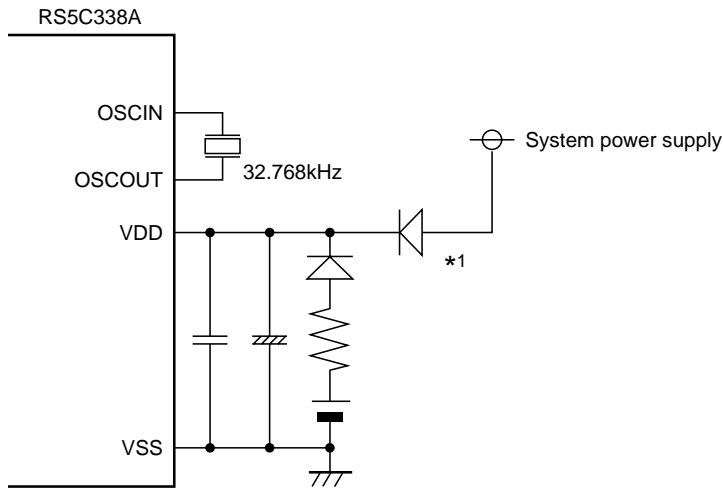 RS5C338A
OSCIN
System power supply
OSCOUT
32.768kHz
VDD
*1
VSS